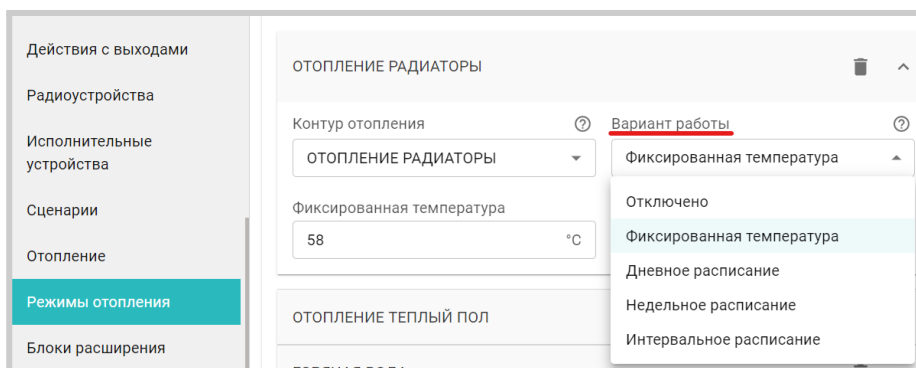 Действия с выходами
Радиоустройства
Исполнительные
устройства
Сценарии
Отопление
Режимы отопления
Блоки расширения
ОТОПЛЕНИЕ РАДИАТОРЫ
Контур отопления
ОТОПЛЕНИЕ РАДИАТОРЫ
Вариант работы
Фиксированная температура
Фиксированная температура
58 °C
Отключено
Фиксированная температура
Дневное расписание
Недельное расписание
Интервальное расписание
ОТОПЛЕНИЕ ТЕПЛЫЙ ПОЛ